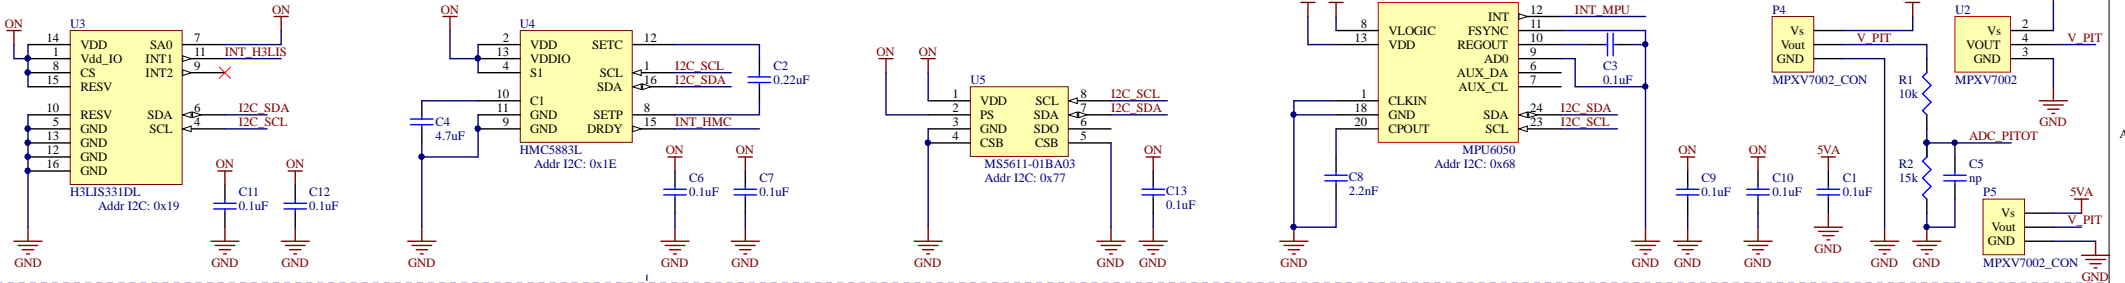 ON
ON
U3
14 VDD SA0 7
1 Vdd_IO INT1 11 INT_H3LIS
8 CS INT2 9
15 RESV
10 RESV SDA 6 I2C_SDA
5 GND SCL 4 I2C_SCL
13 GND
12 GND
16 GND
H3LIS331DL
Addr I2C: 0x19
GND
ON
C11
0.1uF
GND
ON
C12
0.1uF
GND
ON
U4
2 VDD SETC 12
13 VDDIO
4 S1 SCL 1 I2C_SCL
SDA 16 I2C_SDA
10 C1
11 GND SETP 8
9 GND DRDY 15 INT_HMC
HMC5883L
Addr I2C: 0x1E
C2
0.22uF
C4
4.7uF
GND
ON
C6
0.1uF
GND
ON
C7
0.1uF
GND
ON
ON
U5
1 VDD SCL 8 I2C_SCL
2 PS SDA 7 I2C_SDA
3 GND SDO 6
4 CSB CSB 5
MS5611-01BA03
Addr I2C: 0x77
GND
GND
ON
C13
0.1uF
GND
INT 12 INT_MPU
8 VLOGIC FSYNC 11
13 VDD REGOUT 10
AD0 9
AUX_DA 6
AUX_CL 7
1 CLKIN
18 GND SDA 24 I2C_SDA
20 CPOUT SCL 23 I2C_SCL
MPU6050
Addr I2C: 0x68
C3
0.1uF
C8
2.2nF
GND
GND
ON
C9
0.1uF
GND
ON
C10
0.1uF
GND
5VA
C1
0.1uF
GND
P4
Vs
Vout V_PIT
GND
MPXV7002_CON
GND
R1
10k
ADC_PITOT
R2
15k
C5
np
GND
U2
Vs 2
VOUT 4 V_PIT
GND 3
MPXV7002
GND
P5
Vs 5VA
Vout V_PIT
GND
MPXV7002_CON
GND